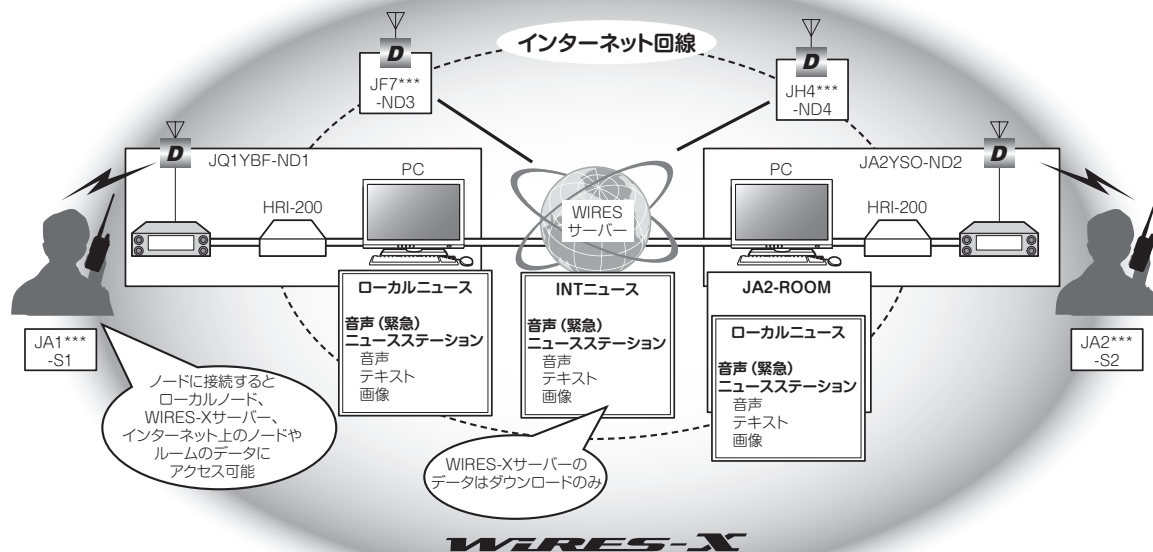 インターネット回線
D
JF7***
-ND3
D
JH4***
-ND4
D
JQ1YBF-ND1
PC
HRI-200
WIRES
サーバー
PC
JA2YSO-ND2
D
HRI-200
JA1***
-S1
JA2***
-S2
ローカルニュース
音声（緊急）
ニュースステーション
音声
テキスト
画像
INTニュース
音声（緊急）
ニュースステーション
音声
テキスト
画像
JA2-ROOM
ローカルニュース
音声（緊急）
ニュースステーション
音声
テキスト
画像
ノードに接続すると
ローカルノード、
WIRES-Xサーバー、
インターネット上のノードや
ルームのデータに
アクセス可能
WIRES-Xサーバーの
データはダウンロードのみ
WIRES-X